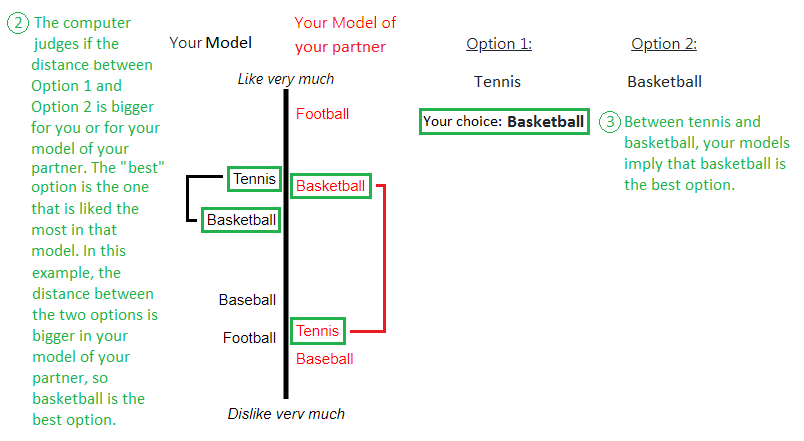 2 The computer
judges if the
distance between
Option 1 and
Option 2 is bigger
for you or for your
model of your
partner. The "best"
option is the one
that is liked the
most in that
model. In this
example, the
distance between
the two options is
bigger in your
model of your
partner, so
basketball is the
best option.
Your Model
Your Model of
your partner
Like very much
Football
Tennis
Basketball
Basketball
Baseball
Football
Tennis
Baseball
Dislike very much
Option 1:
Option 2:
Tennis
Basketball
Your choice: Basketball
3 Between tennis and
basketball, your models
imply that basketball is
the best option.